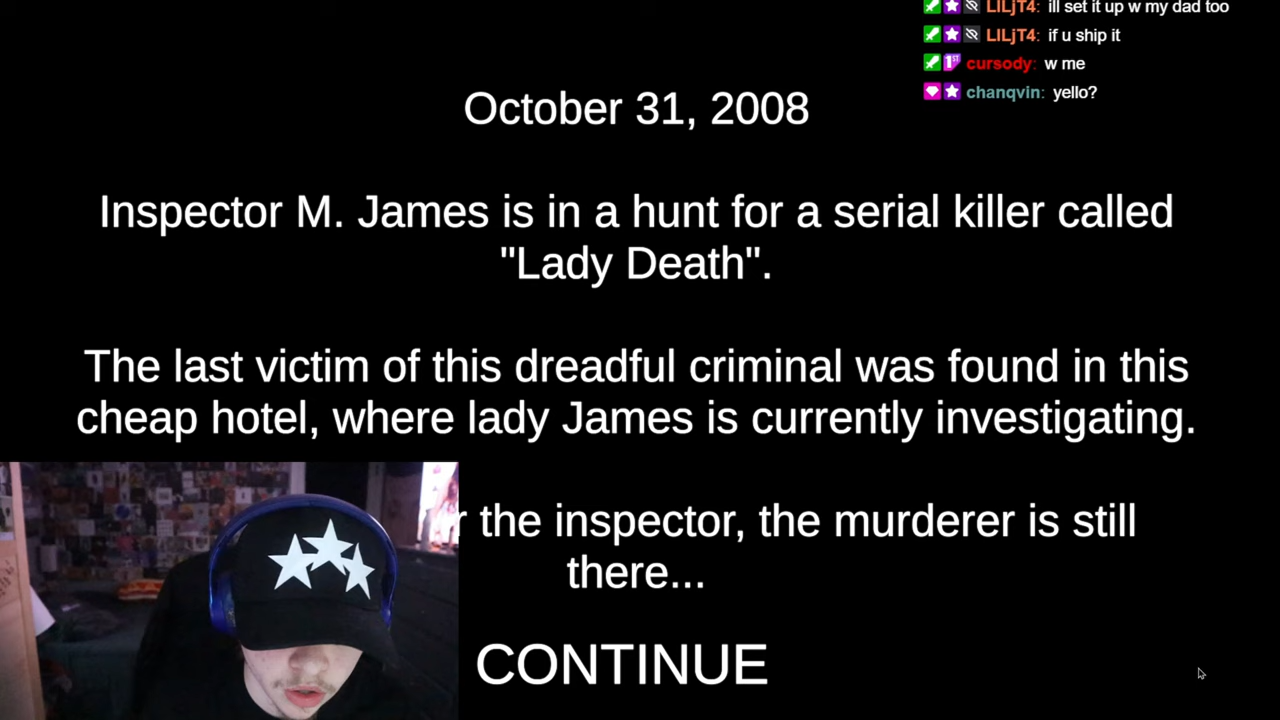 LILjT4: ill set it up w my dad too
LILjT4: if u ship it
cursody: w me
chanqvin: yello?
October 31, 2008
Inspector M. James is in a hunt for a serial killer called
"Lady Death".
The last victim of this dreadful criminal was found in this
cheap hotel, where lady James is currently investigating.
the inspector, the murderer is still
there...
CONTINUE